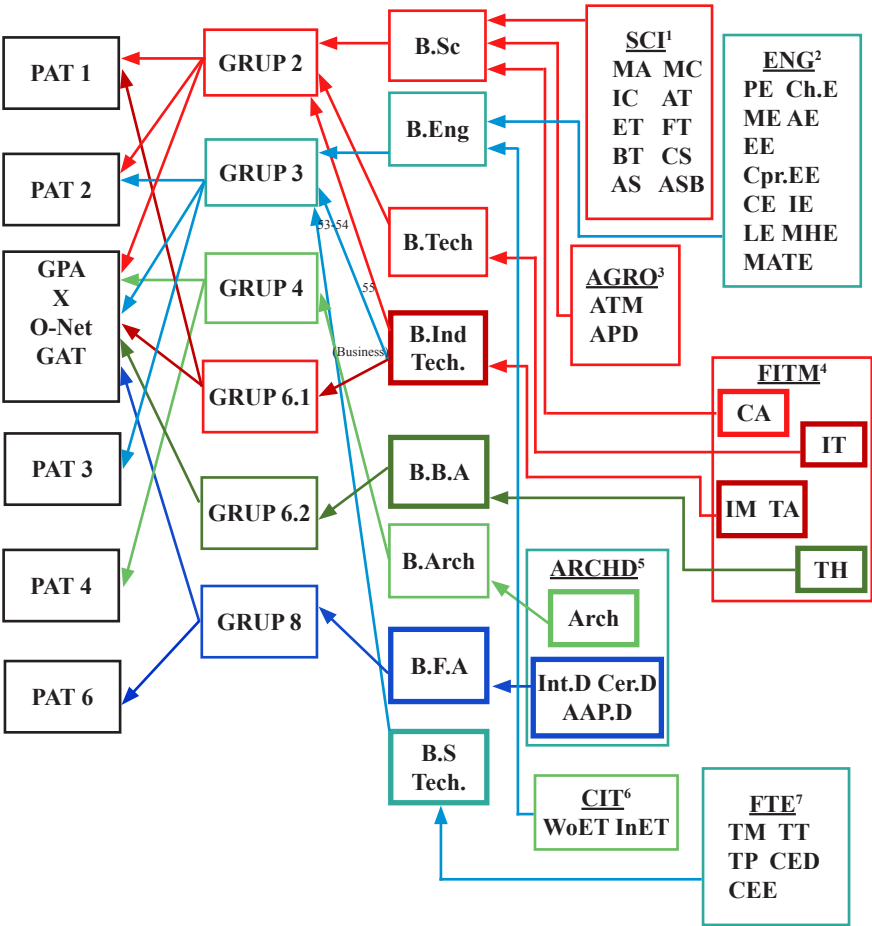 PAT 1
PAT 2
GPA
X
O-Net
GAT
PAT 3
PAT 4
PAT 6
GRUP 2
GRUP 3
GRUP 4
GRUP 6.1
GRUP 6.2
GRUP 8
53-54
55
(Business)
B.Sc
B.Eng
B.Tech
B.Ind
Tech.
B.B.A
B.Arch
B.F.A
B.S
Tech.
SCI¹
MA MC
IC AT
ET FT
BT CS
AS ASB
ENG²
PE Ch.E
ME AE
EE
Cpr.EE
CE IE
LE MHE
MATE
AGRO³
ATM
APD
FITM⁴
CA
IT
IM TA
TH
ARCHD⁵
Arch
Int.D Cer.D
AAP.D
CIT⁶
WoET InET
FTE⁷
TM TT
TP CED
CEE